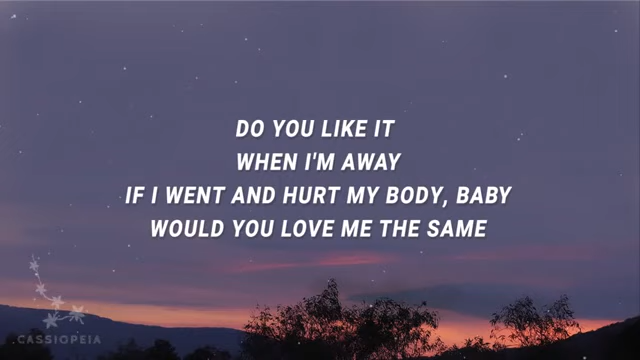 DO YOU LIKE IT
WHEN I'M AWAY
IF I WENT AND HURT MY BODY, BABY
WOULD YOU LOVE ME THE SAME
CASSIOPEIA